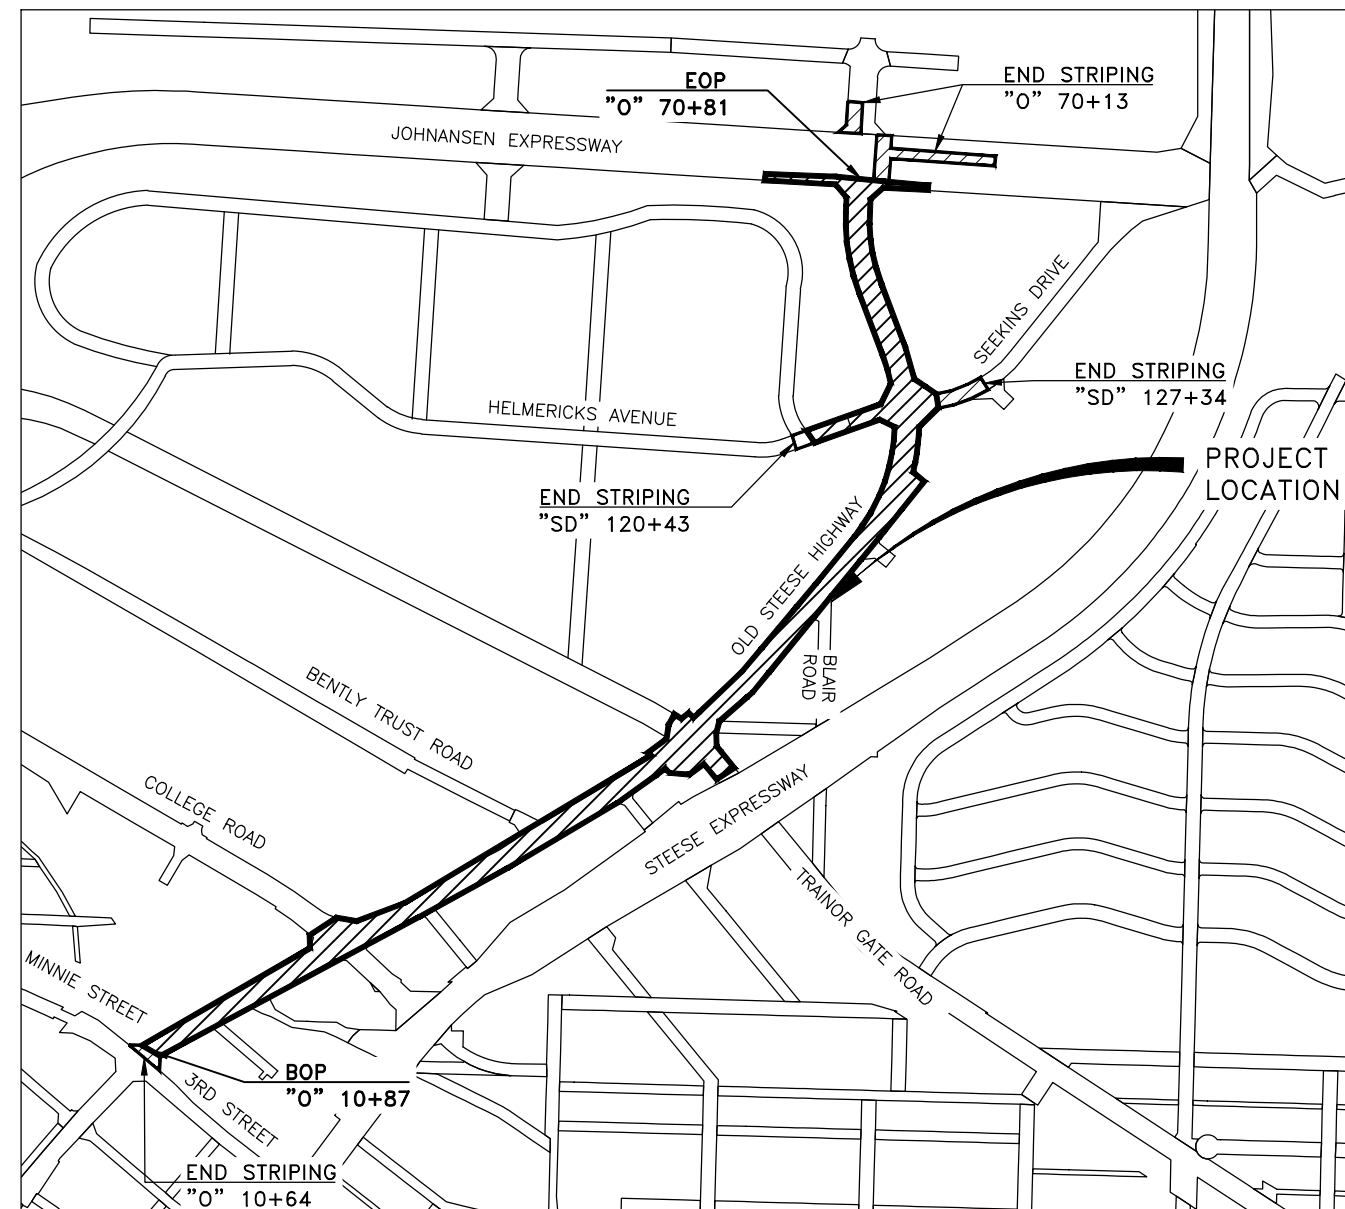 EOP
"O" 70+81
END STRIPING
"O" 70+13
JOHNANSEN EXPRESSWAY
SEEKINS DRIVE
END STRIPING
"SD" 127+34
HELMERICKS AVENUE
PROJECT
LOCATION
END STRIPING
"SD" 120+43
OLD STEESE HIGHWAY
BLAIR
ROAD
BENTLY TRUST ROAD
COLLEGE ROAD
STEESE EXPRESSWAY
TRAINOR GATE ROAD
MINNIE STREET
BOP
"O" 10+87
3RD STREET
END STRIPING
"O" 10+64